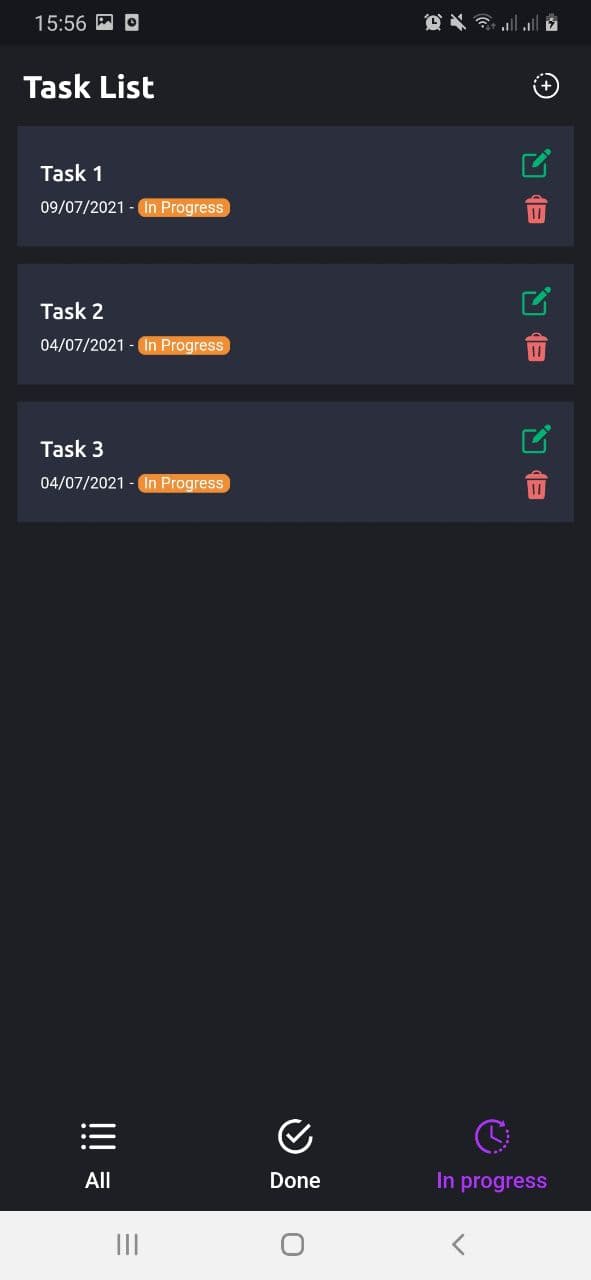 15:56
Task List
Task 1
09/07/2021 - In Progress
Task 2
04/07/2021 - In Progress
Task 3
04/07/2021 - In Progress
All Done In progress